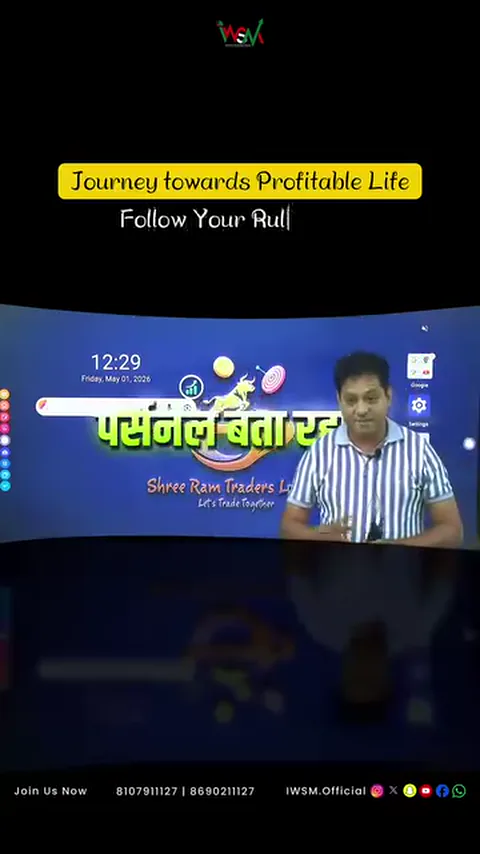 IWSM
Journey towards Profitable Life
Follow Your Rul
12:29
Friday, May 01, 2026
Google
Settings
पर्सनल बता रह
Shree Ram Traders L
Let's Trade Together
Join Us Now 8107911127 | 8690211127 IWSM.Official